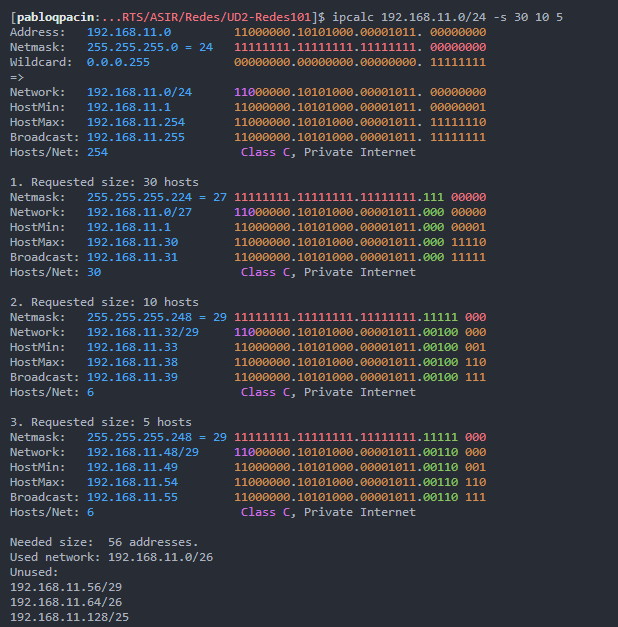 [pabloqpacin:...RTS/ASIR/Redes/UD2-Redes101]$ ipcalc 192.168.11.0/24 -s 30 10 5
Address:   192.168.11.0         11000000.10101000.00001011. 00000000
Netmask:   255.255.255.0 = 24   11111111.11111111.11111111. 00000000
Wildcard:  0.0.0.255            00000000.00000000.00000000. 11111111
=>
Network:   192.168.11.0/24      11000000.10101000.00001011. 00000000
HostMin:   192.168.11.1         11000000.10101000.00001011. 00000001
HostMax:   192.168.11.254       11000000.10101000.00001011. 11111110
Broadcast: 192.168.11.255       11000000.10101000.00001011. 11111111
Hosts/Net: 254                   Class C, Private Internet

1. Requested size: 30 hosts
Netmask:   255.255.255.224 = 27 11111111.11111111.11111111.111 00000
Network:   192.168.11.0/27      11000000.10101000.00001011.000 00000
HostMin:   192.168.11.1         11000000.10101000.00001011.000 00001
HostMax:   192.168.11.30        11000000.10101000.00001011.000 11110
Broadcast: 192.168.11.31        11000000.10101000.00001011.000 11111
Hosts/Net: 30                    Class C, Private Internet

2. Requested size: 10 hosts
Netmask:   255.255.255.248 = 29 11111111.11111111.11111111.11111 000
Network:   192.168.11.32/29     11000000.10101000.00001011.00100 000
HostMin:   192.168.11.33        11000000.10101000.00001011.00100 001
HostMax:   192.168.11.38        11000000.10101000.00001011.00100 110
Broadcast: 192.168.11.39        11000000.10101000.00001011.00100 111
Hosts/Net: 6                     Class C, Private Internet

3. Requested size: 5 hosts
Netmask:   255.255.255.248 = 29 11111111.11111111.11111111.11111 000
Network:   192.168.11.48/29     11000000.10101000.00001011.00110 000
HostMin:   192.168.11.49        11000000.10101000.00001011.00110 001
HostMax:   192.168.11.54        11000000.10101000.00001011.00110 110
Broadcast: 192.168.11.55        11000000.10101000.00001011.00110 111
Hosts/Net: 6                     Class C, Private Internet

Needed size:  56 addresses.
Used network: 192.168.11.0/26
Unused:
192.168.11.56/29
192.168.11.64/26
192.168.11.128/25